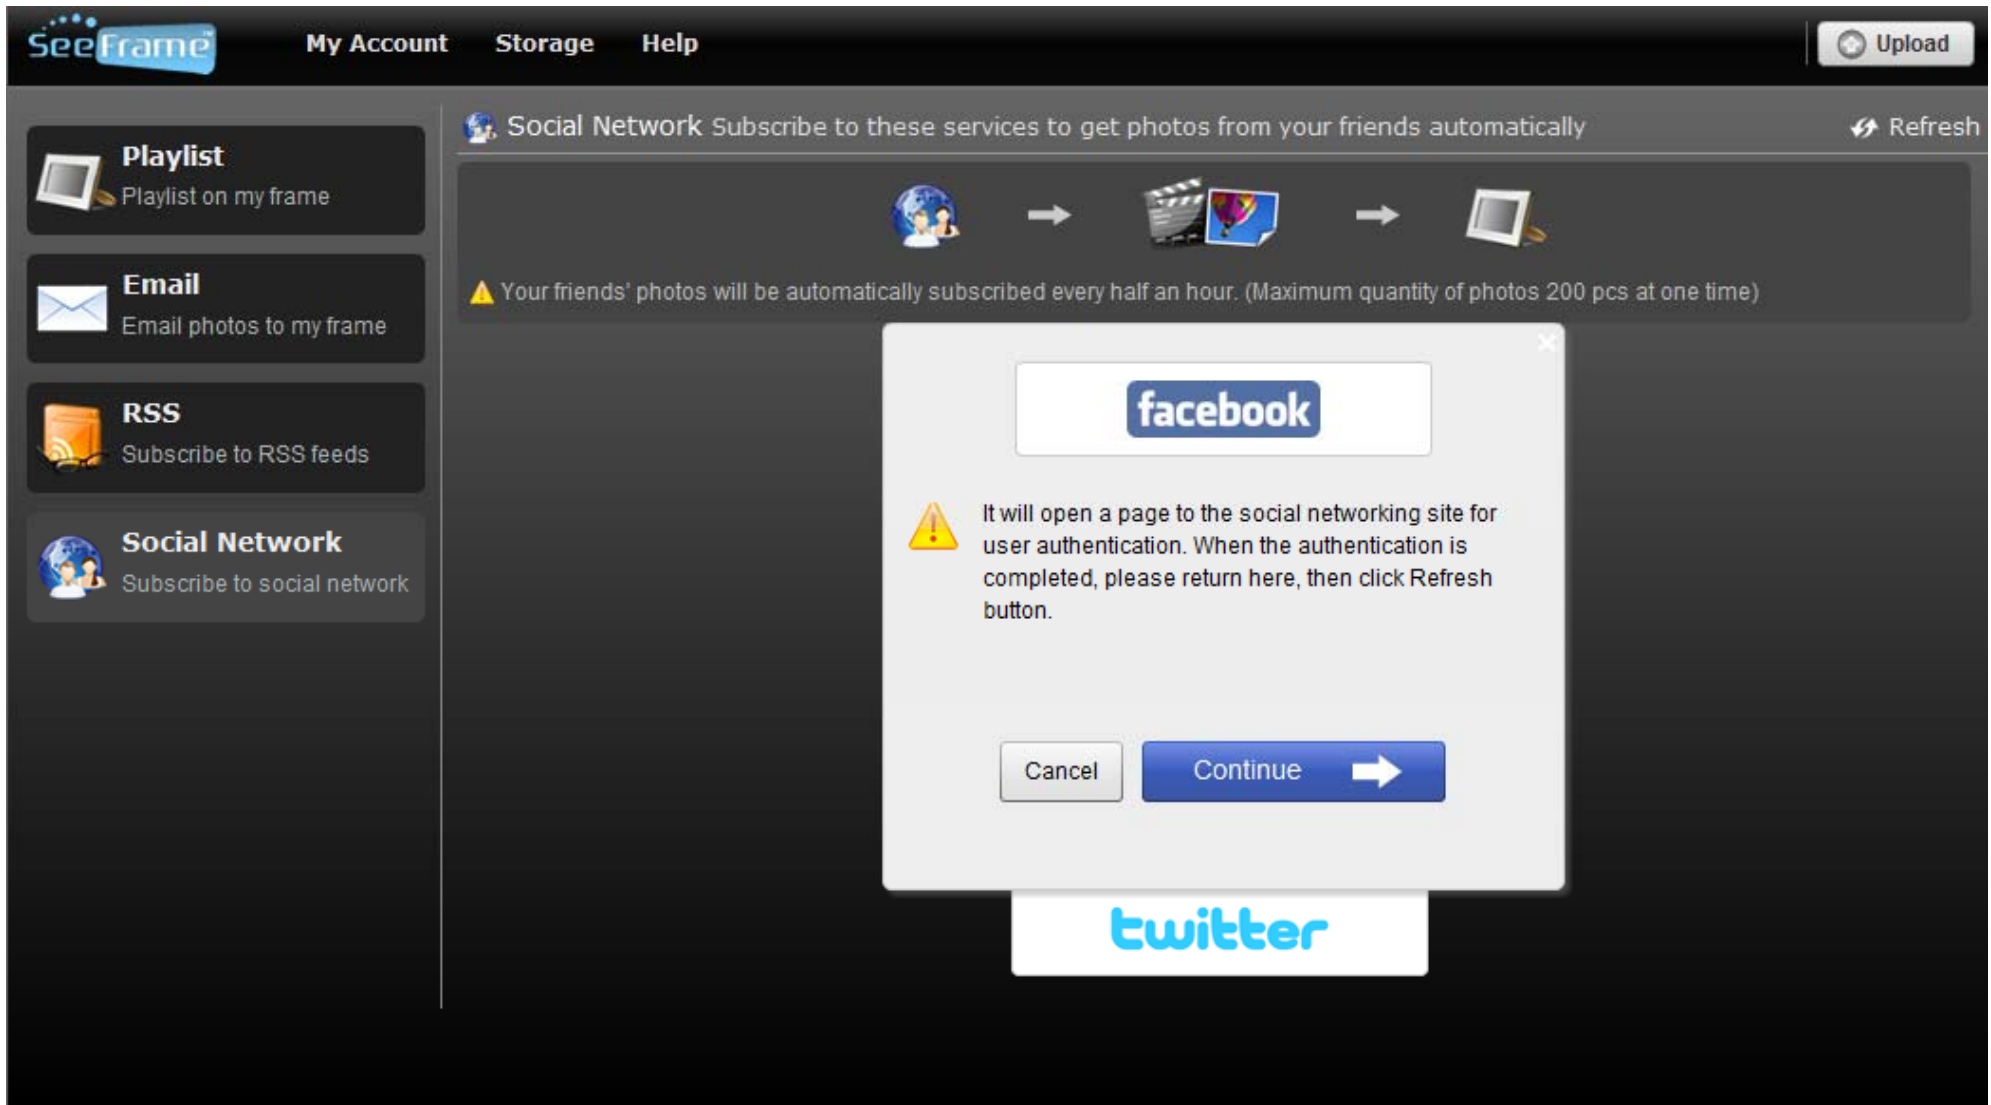 SeeFrame™
My Account Storage Help
Upload
Playlist
Playlist on my frame
Email
Email photos to my frame
RSS
Subscribe to RSS feeds
Social Network
Subscribe to social network
Social Network Subscribe to these services to get photos from your friends automatically
Refresh
Your friends' photos will be automatically subscribed every half an hour. (Maximum quantity of photos 200 pcs at one time)
facebook
It will open a page to the social networking site for
user authentication. When the authentication is
completed, please return here, then click Refresh
button.
Cancel Continue
twitter